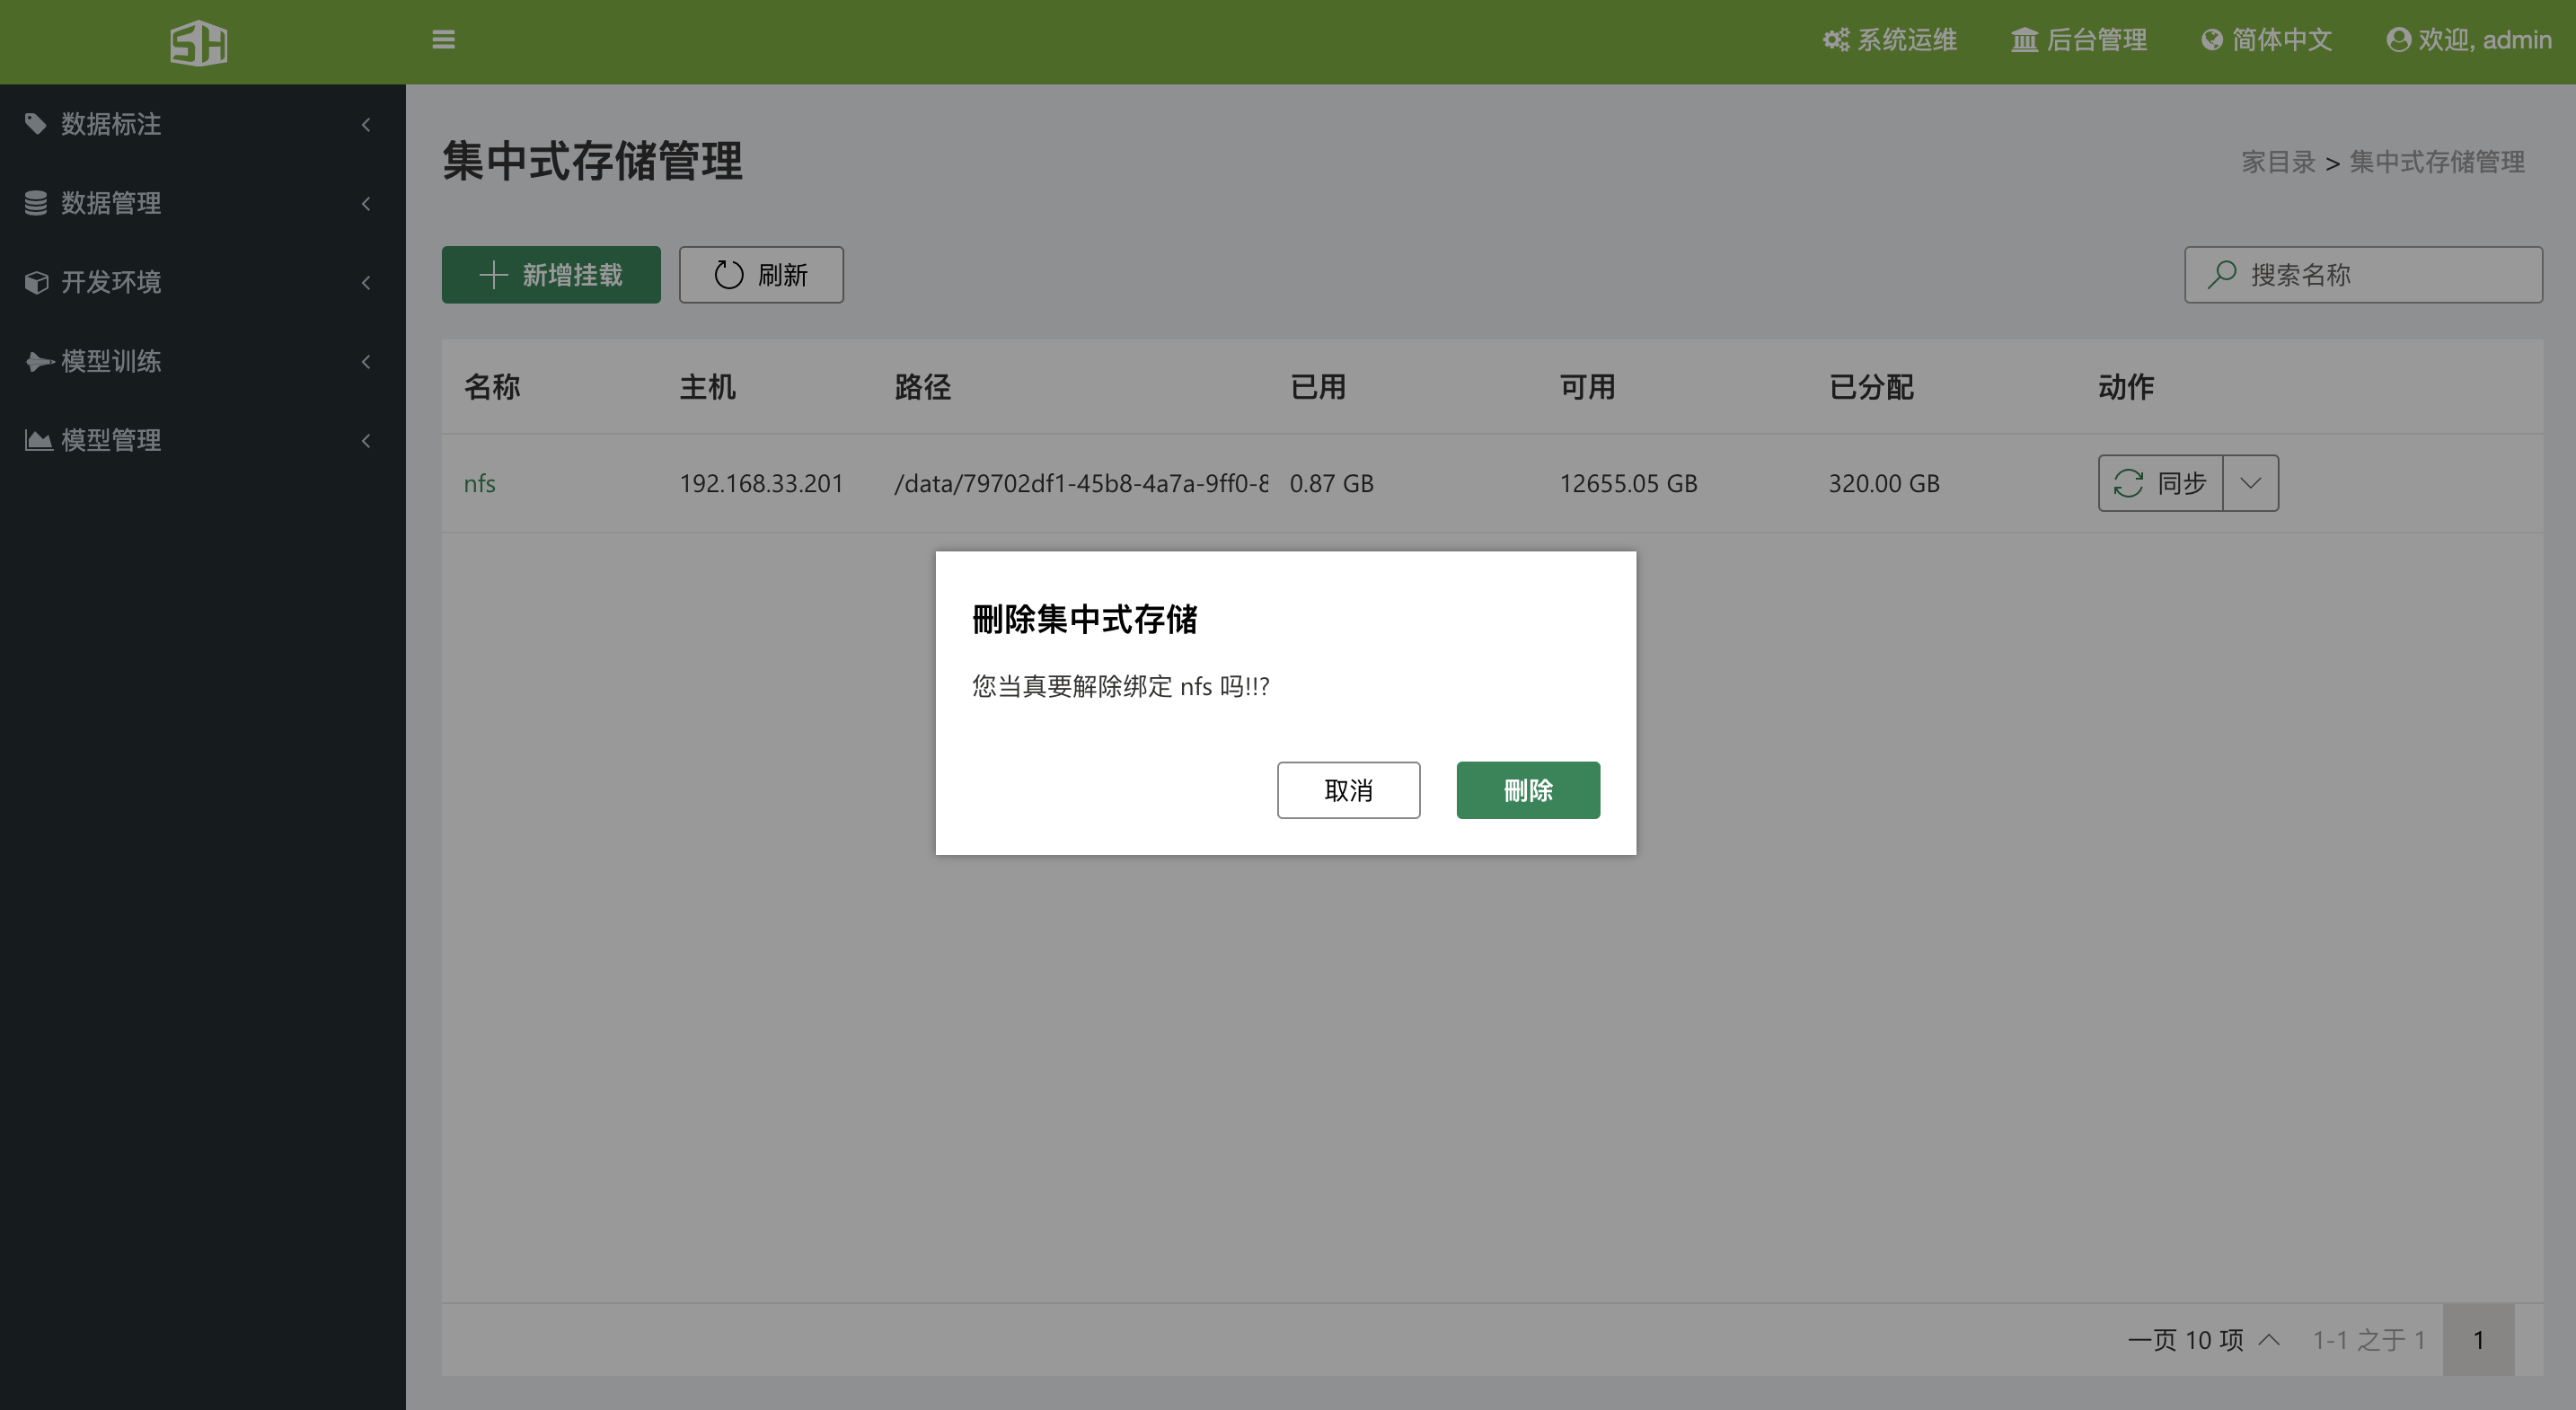 SH
系统运维
后台管理
简体中文
欢迎, admin
数据标注
数据管理
开发环境
模型训练
模型管理
集中式存储管理
家目录 > 集中式存储管理
新增挂载
刷新
搜索名称
名称 主机 路径 已用 可用 已分配 动作
nfs 192.168.33.201 /data/79702df1-45b8-4a7a-9ff0-8 0.87 GB 12655.05 GB 320.00 GB 同步
删除集中式存储
您当真要解除绑定 nfs 吗!!?
取消
删除
一页 10 项
1-1 之于 1
1